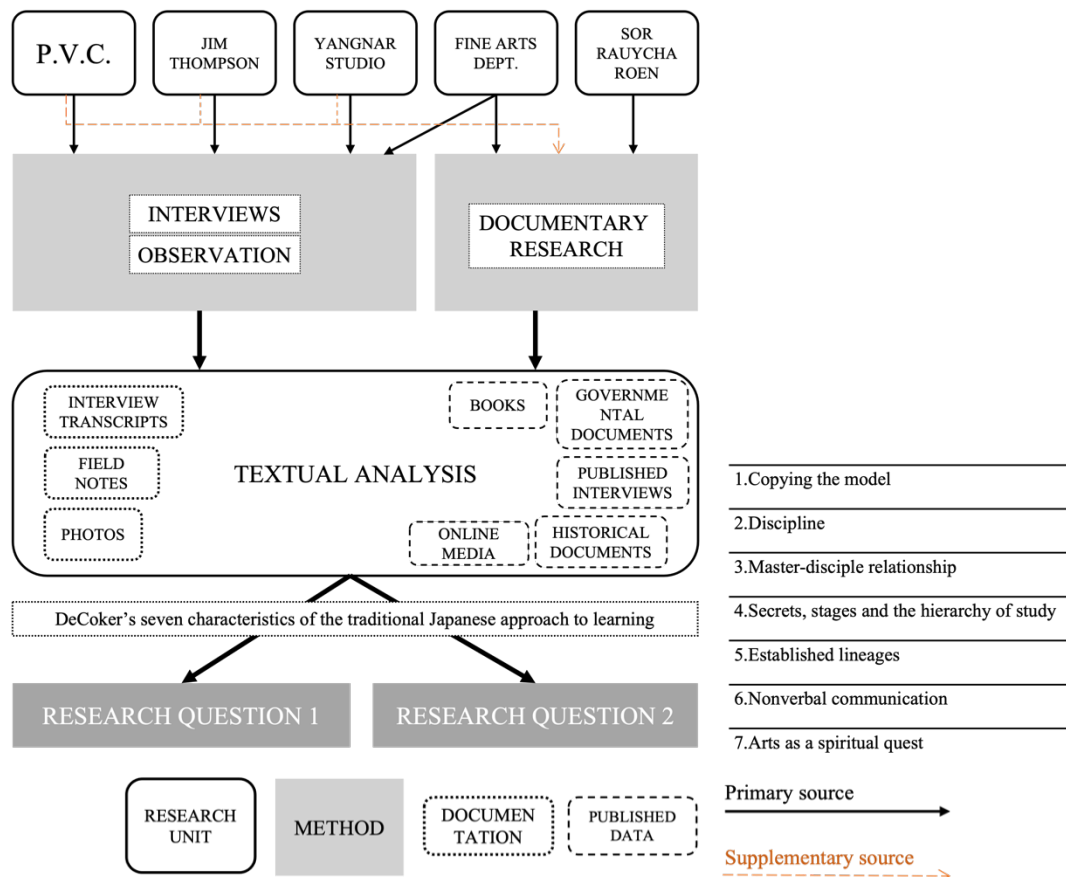 P.V.C.
JIM
THOMPSON
YANGNAR
STUDIO
FINE ARTS
DEPT.
SOR
RAUYCHA
ROEN
INTERVIEWS
OBSERVATION
DOCUMENTARY
RESEARCH
INTERVIEW
TRANSCRIPTS
FIELD
NOTES
PHOTOS
TEXTUAL ANALYSIS
BOOKS
GOVERNME
NTAL
DOCUMENTS
PUBLISHED
INTERVIEWS
ONLINE
MEDIA
HISTORICAL
DOCUMENTS
DeCoker's seven characteristics of the traditional Japanese approach to learning
RESEARCH QUESTION 1
RESEARCH QUESTION 2
1.Copying the model
2.Discipline
3.Master-disciple relationship
4.Secrets, stages and the hierarchy of study
5.Established lineages
6.Nonverbal communication
7.Arts as a spiritual quest
RESEARCH
UNIT
METHOD
DOCUMEN
TATION
PUBLISHED
DATA
Primary source
Supplementary source